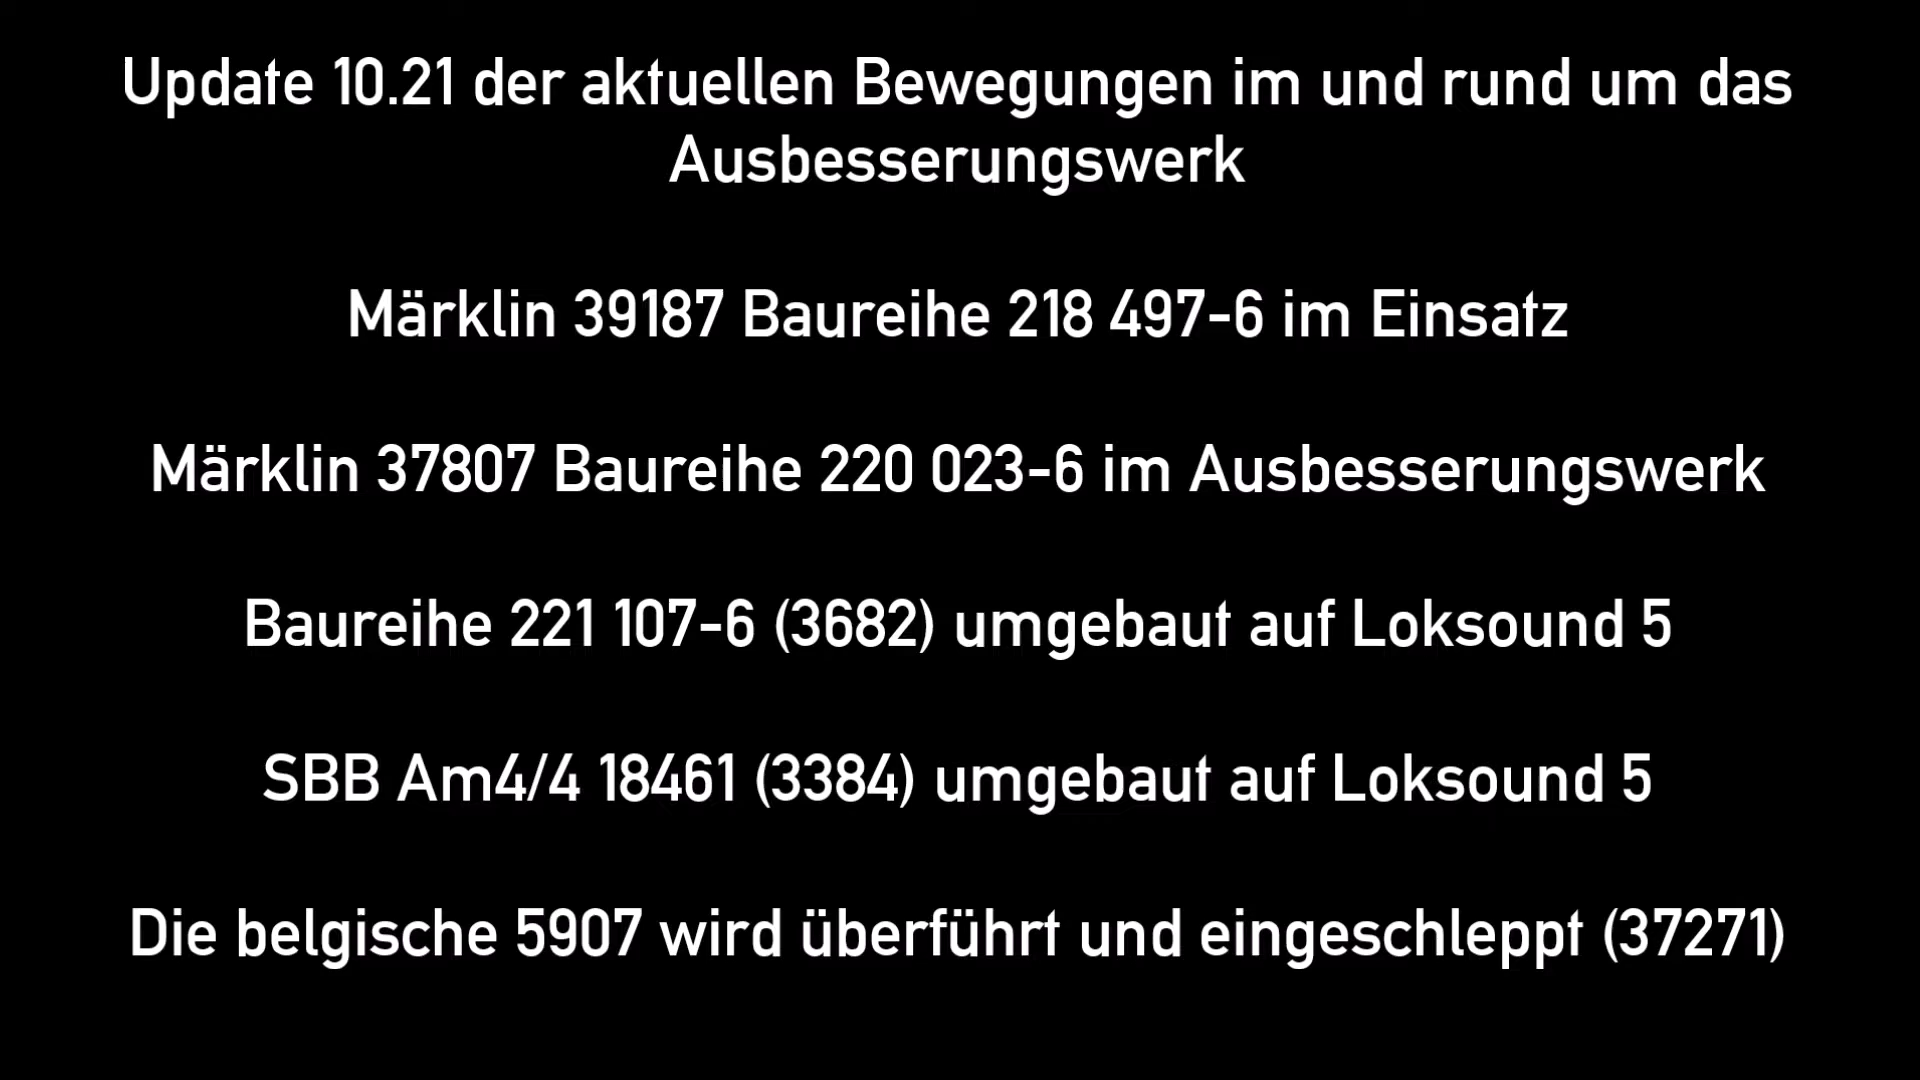 Update 10.21 der aktuellen Bewegungen im und rund um das
Ausbesserungswerk
Märklin 39187 Baureihe 218 497-6 im Einsatz
Märklin 37807 Baureihe 220 023-6 im Ausbesserungswerk
Baureihe 221 107-6 (3682) umgebaut auf Loksound 5
SBB Am4/4 18461 (3384) umgebaut auf Loksound 5
Die belgische 5907 wird überführt und eingeschleppt (37271)